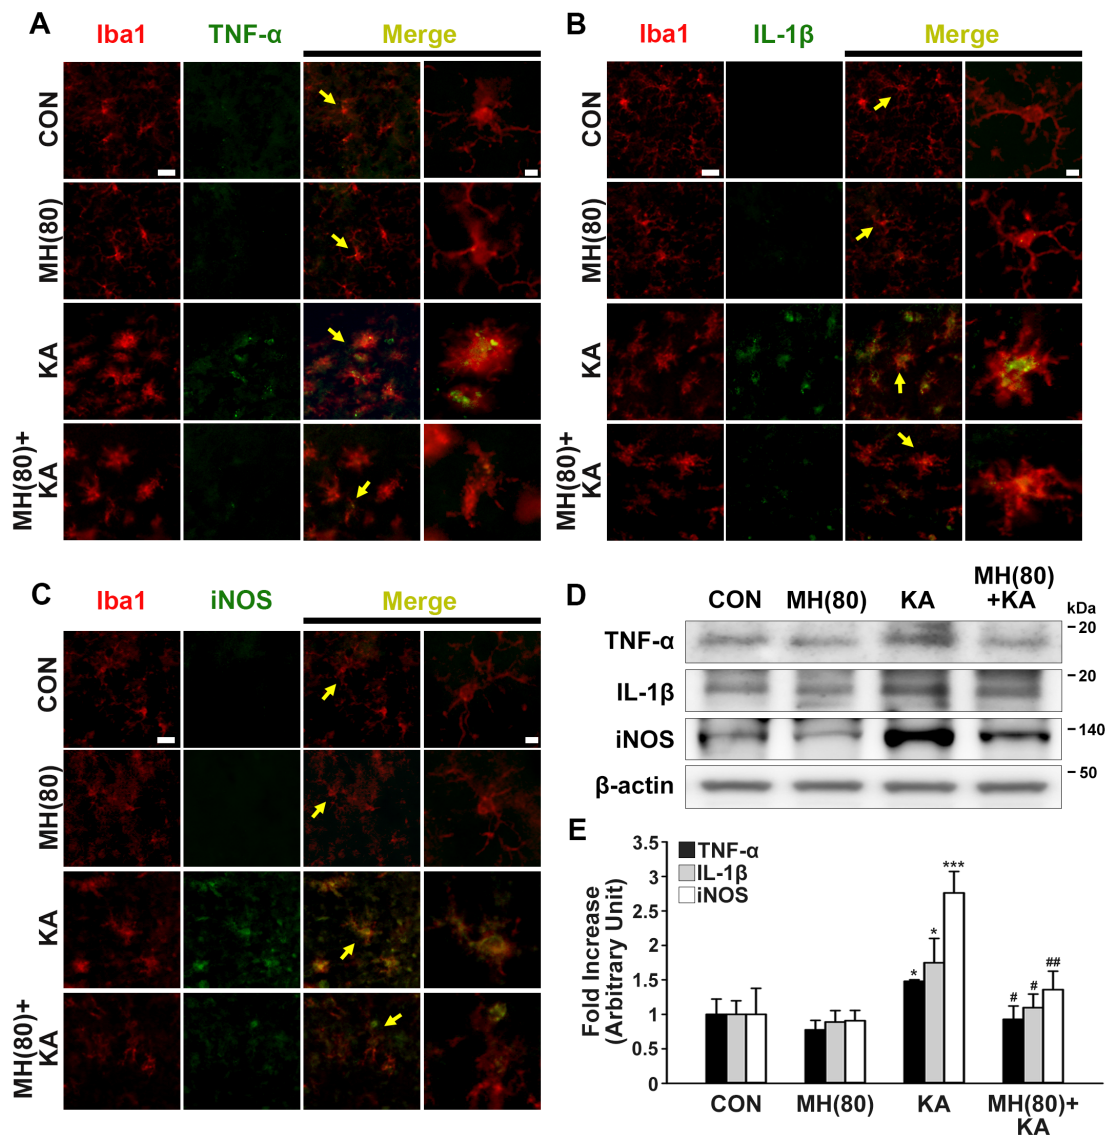 A
Iba1 TNF-α Merge
CON
MH(80)
KA
MH(80)+
KA
B
Iba1 IL-1β Merge
CON
MH(80)
KA
MH(80)+
KA
C
Iba1 iNOS Merge
CON
MH(80)
KA
MH(80)+
KA
D
CON MH(80) KA MH(80)
+KA
kDa
TNF-α
20
IL-1β
20
iNOS
140
β-actin
50
E
Fold Increase
(Arbitrary Unit)
3.5
3
2.5
2
1.5
1
0.5
0
TNF-α
IL-1β
iNOS
* * ***
# # ##
CON MH(80) KA MH(80)+
KA